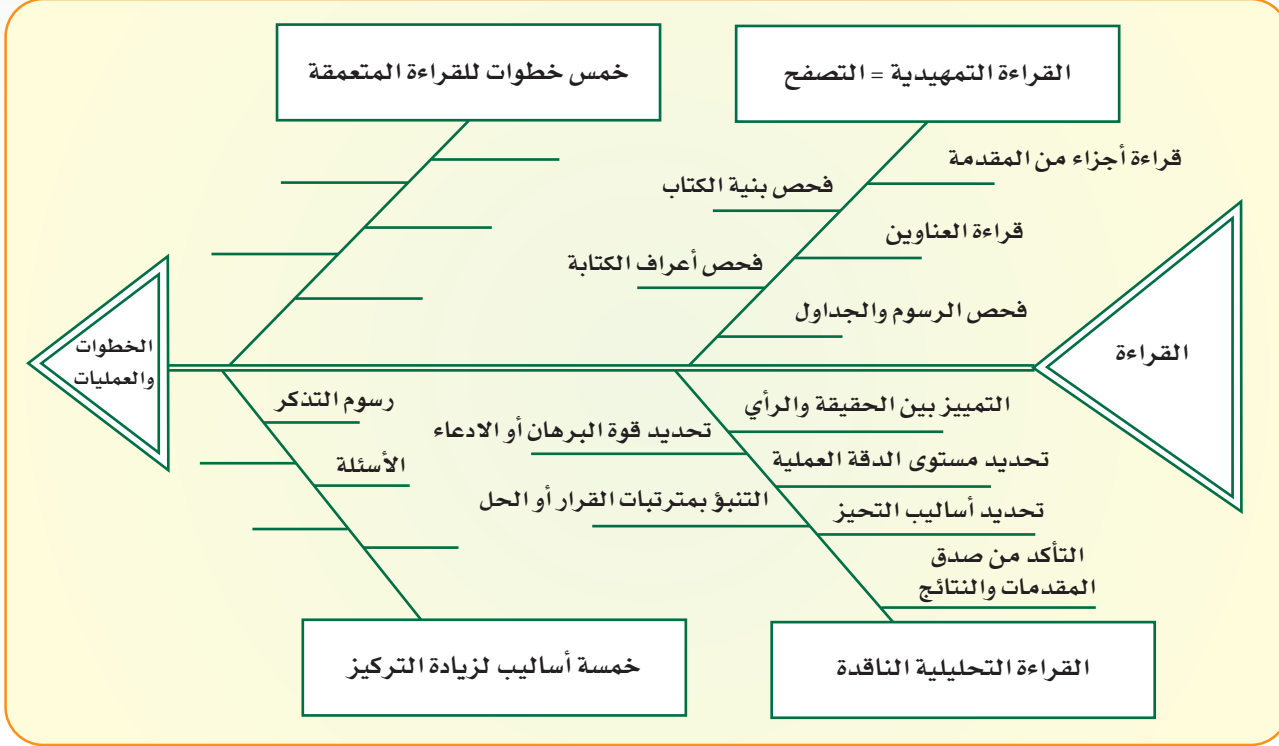 القراءة التمهيدية = التصفح
خمس خطوات للقراءة المتعمقة
قراءة أجزاء من المقدمة
فحص بنية الكتاب
قراءة العناوين
فحص أعراف الكتابة
فحص الرسوم والجداول
القراءة
الخطوات
والعمليات
التمييز بين الحقيقة والرأي
تحديد قوة البرهان أو الادعاء
تحديد مستوى الدقة العملية
التنبؤ بمترتبات القرار أو الحل
تحديد أساليب التحيز
التأكد من صدق
المقدمات والنتائج
رسوم التذكر
الأسئلة
القراءة التحليلية الناقدة
خمسة أساليب لزيادة التركيز